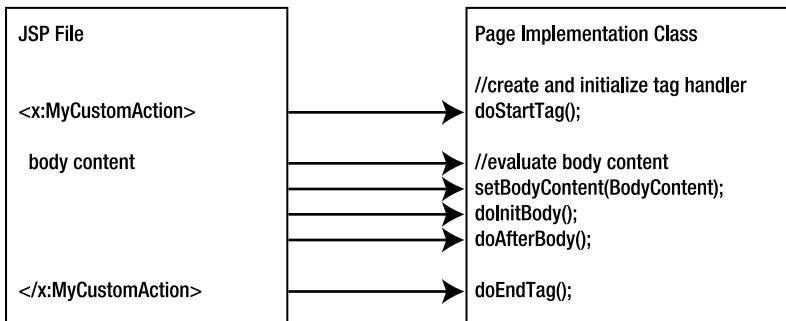 JSP File
<x:MyCustomAction>
body content
</x:MyCustomAction>
Page Implementation Class
//create and initialize tag handler
doStartTag();
//evaluate body content
setBodyContent(BodyContent);
doInitBody();
doAfterBody();
doEndTag();